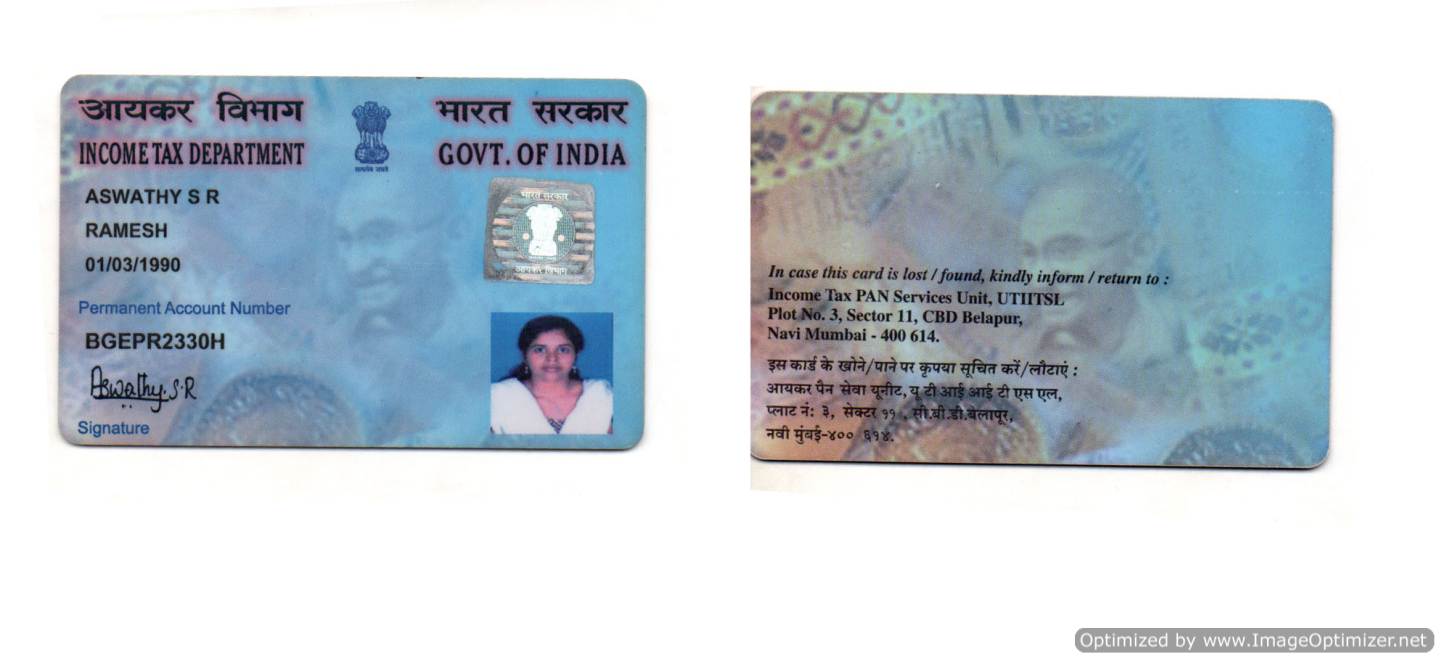 आयकर विभाग
INCOME TAX DEPARTMENT
भारत सरकार
GOVT. OF INDIA
सत्यमेव जयते
ASWATHY S R
RAMESH
01/03/1990
Permanent Account Number
BGEPR2330H
Aswathy.S.R
Signature
भारत सरकार
आयकर विभाग
In case this card is lost / found, kindly inform / return to :
Income Tax PAN Services Unit, UTIITSL
Plot No. 3, Sector 11, CBD Belapur,
Navi Mumbai - 400 614.
इस कार्ड के खोने/पाने पर कृपया सूचित करें/लौटाएं :
आयकर पैन सेवा यूनीट, यू टी आई आई टी एस एल,
प्लाट नं: ३, सेक्टर ११ , सी.बी.डी.बेलापूर,
नवी मुंबई-४०० ६१४.
Optimized by www.ImageOptimizer.net